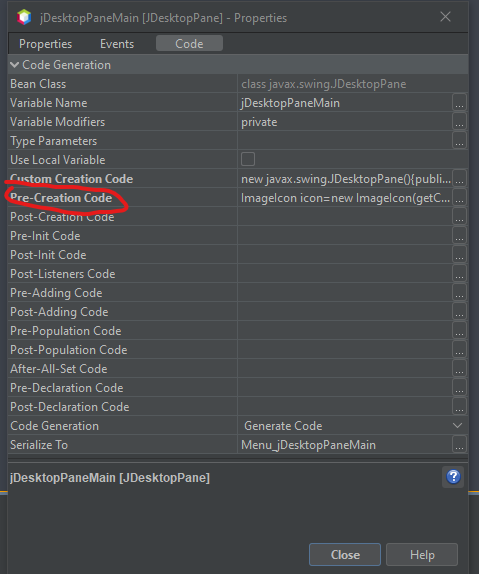 jDesktopPaneMain [JDesktopPane] - Properties
Properties Events Code
Code Generation
Bean Class class javax.swing.JDesktopPane
Variable Name jDesktopPaneMain ...
Variable Modifiers private ...
Type Parameters ...
Use Local Variable
Custom Creation Code new javax.swing.JDesktopPane(){publi... ...
Pre-Creation Code ImageIcon icon=new ImageIcon(getC... ...
Post-Creation Code ...
Pre-Init Code ...
Post-Init Code ...
Post-Listeners Code ...
Pre-Adding Code ...
Post-Adding Code ...
Pre-Population Code ...
Post-Population Code ...
After-All-Set Code ...
Pre-Declaration Code ...
Post-Declaration Code ...
Code Generation Generate Code
Serialize To Menu_jDesktopPaneMain ...
jDesktopPaneMain [JDesktopPane] ?
Close Help